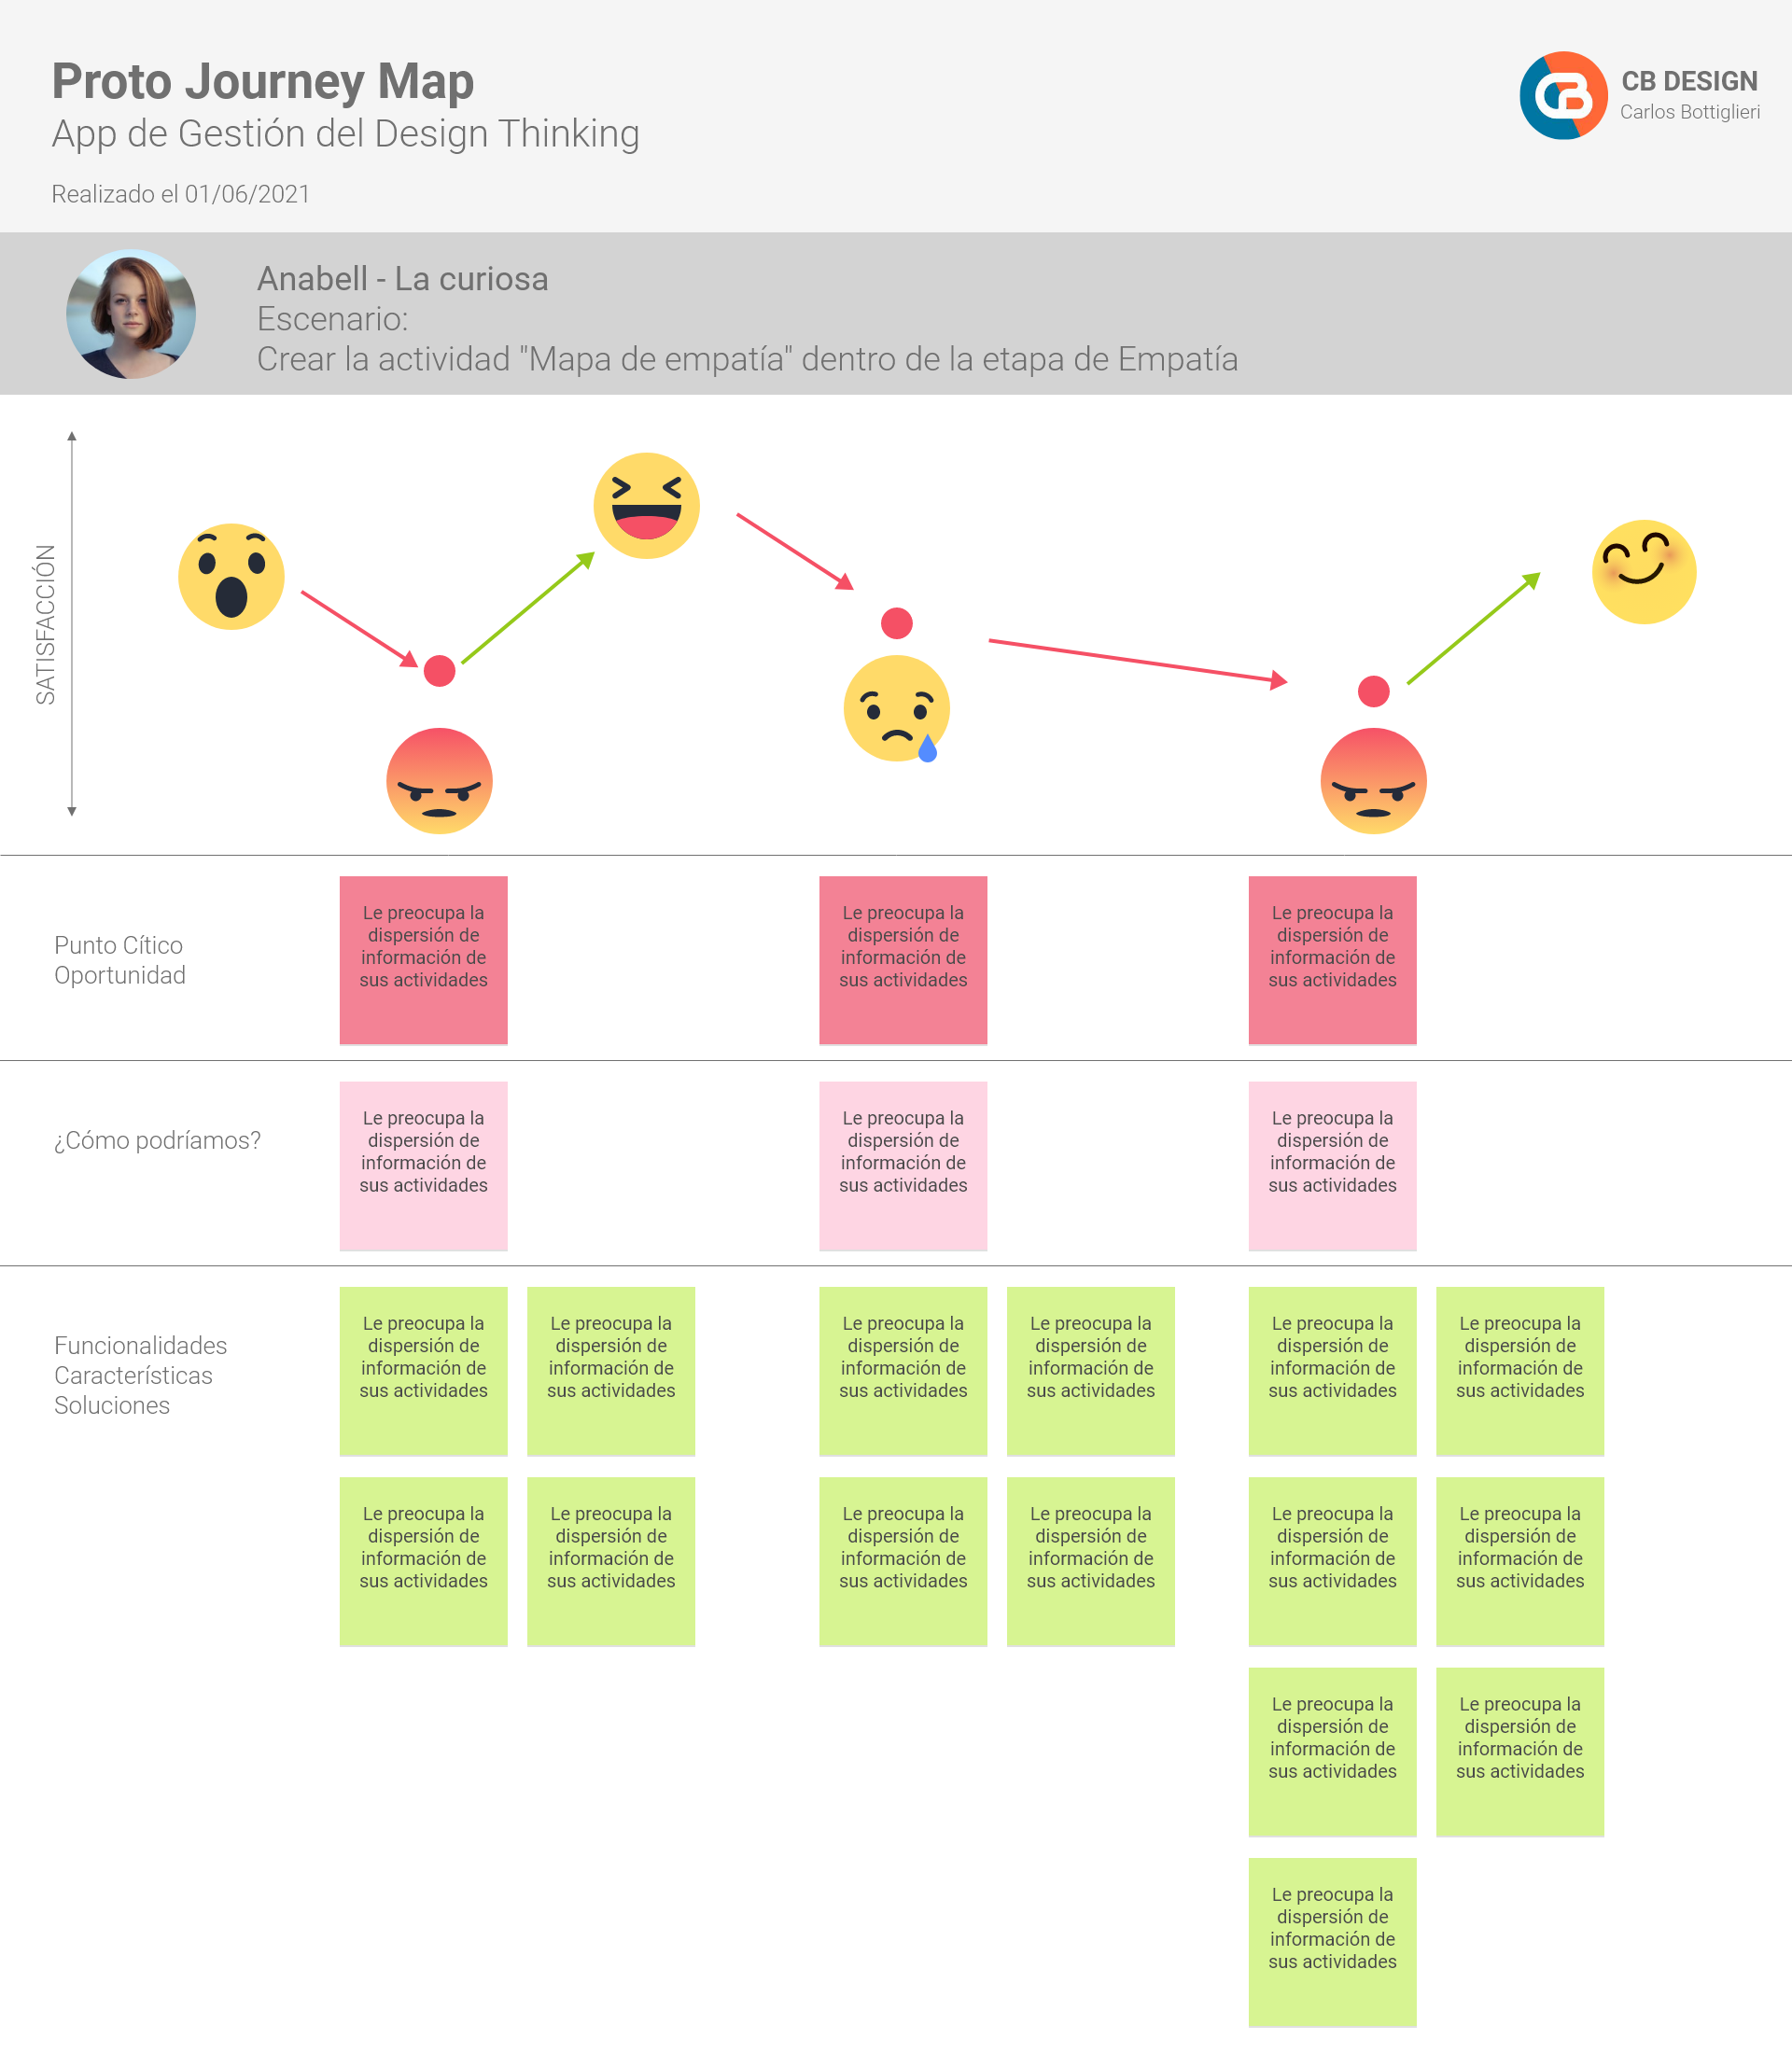 Proto Journey Map
App de Gestión del Design Thinking
Realizado el 01/06/2021
CB
CB DESIGN
Carlos Bottiglieri
Anabell - La curiosa
Escenario:
Crear la actividad "Mapa de empatía" dentro de la etapa de Empatía
SATISFACCIÓN
Punto Cítico
Oportunidad
Le preocupa la
dispersión de
información de
sus actividades
Le preocupa la
dispersión de
información de
sus actividades
Le preocupa la
dispersión de
información de
sus actividades
¿Cómo podríamos?
Le preocupa la
dispersión de
información de
sus actividades
Le preocupa la
dispersión de
información de
sus actividades
Le preocupa la
dispersión de
información de
sus actividades
Funcionalidades
Características
Soluciones
Le preocupa la
dispersión de
información de
sus actividades
Le preocupa la
dispersión de
información de
sus actividades
Le preocupa la
dispersión de
información de
sus actividades
Le preocupa la
dispersión de
información de
sus actividades
Le preocupa la
dispersión de
información de
sus actividades
Le preocupa la
dispersión de
información de
sus actividades
Le preocupa la
dispersión de
información de
sus actividades
Le preocupa la
dispersión de
información de
sus actividades
Le preocupa la
dispersión de
información de
sus actividades
Le preocupa la
dispersión de
información de
sus actividades
Le preocupa la
dispersión de
información de
sus actividades
Le preocupa la
dispersión de
información de
sus actividades
Le preocupa la
dispersión de
información de
sus actividades
Le preocupa la
dispersión de
información de
sus actividades
Le preocupa la
dispersión de
información de
sus actividades